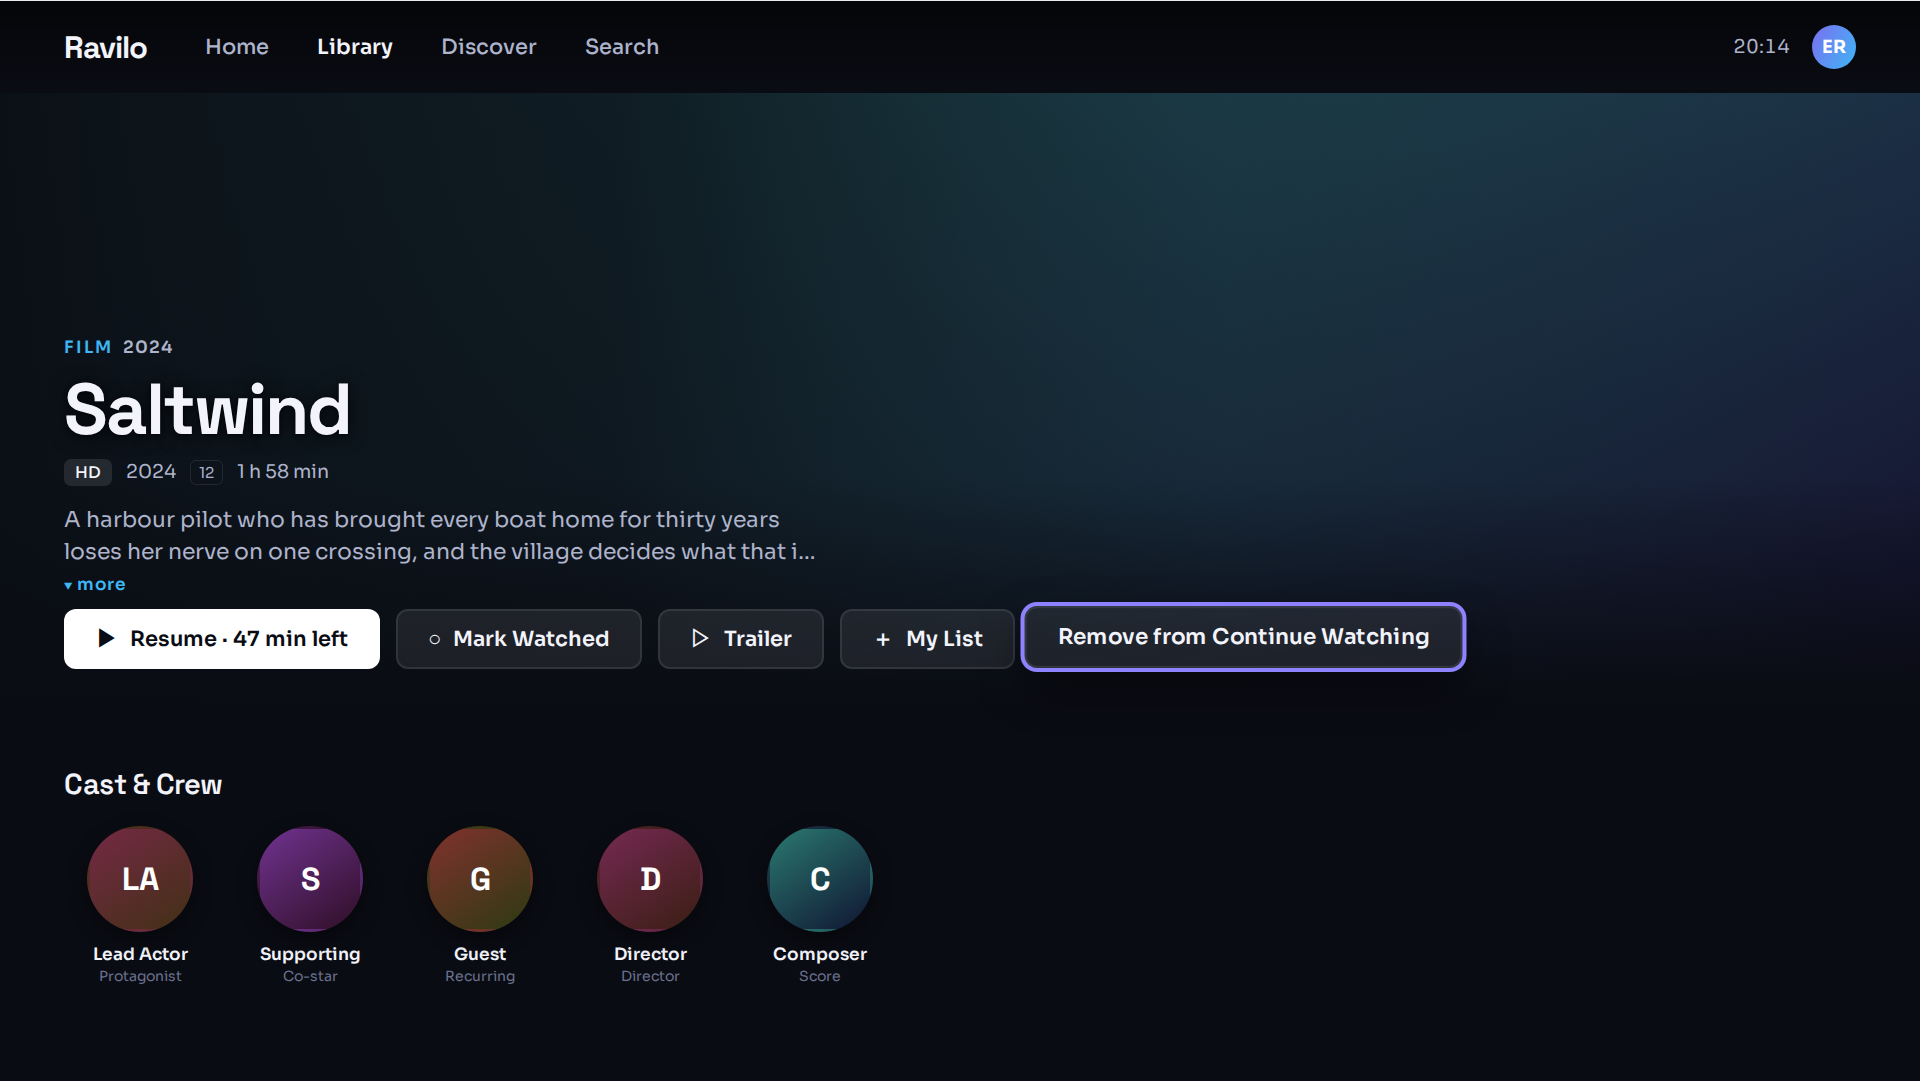 Ravilo Home Library Discover Search 20:14 ER
FILM 2024
Saltwind
HD 2024 12 1 h 58 min
A harbour pilot who has brought every boat home for thirty years
loses her nerve on one crossing, and the village decides what that i...
▾ more
▶ Resume · 47 min left ○ Mark Watched ▷ Trailer + My List Remove from Continue Watching
Cast & Crew
LA S G D C
Lead Actor Supporting Guest Director Composer
Protagonist Co-star Recurring Director Score